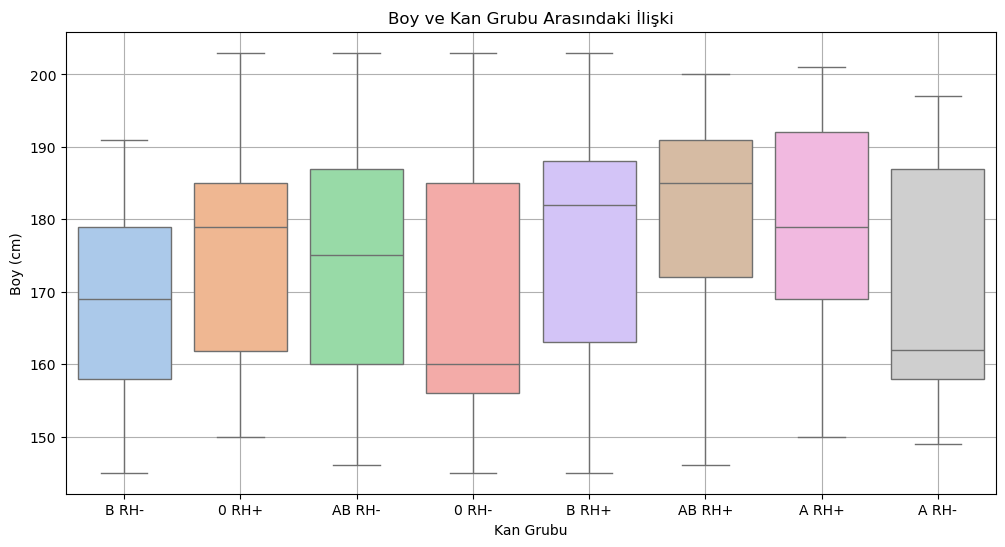 Boy ve Kan Grubu Arasındaki İlişki
Boy (cm)
200
190
180
170
160
150
B RH-
0 RH+
AB RH-
0 RH-
B RH+
AB RH+
A RH+
A RH-
Kan Grubu